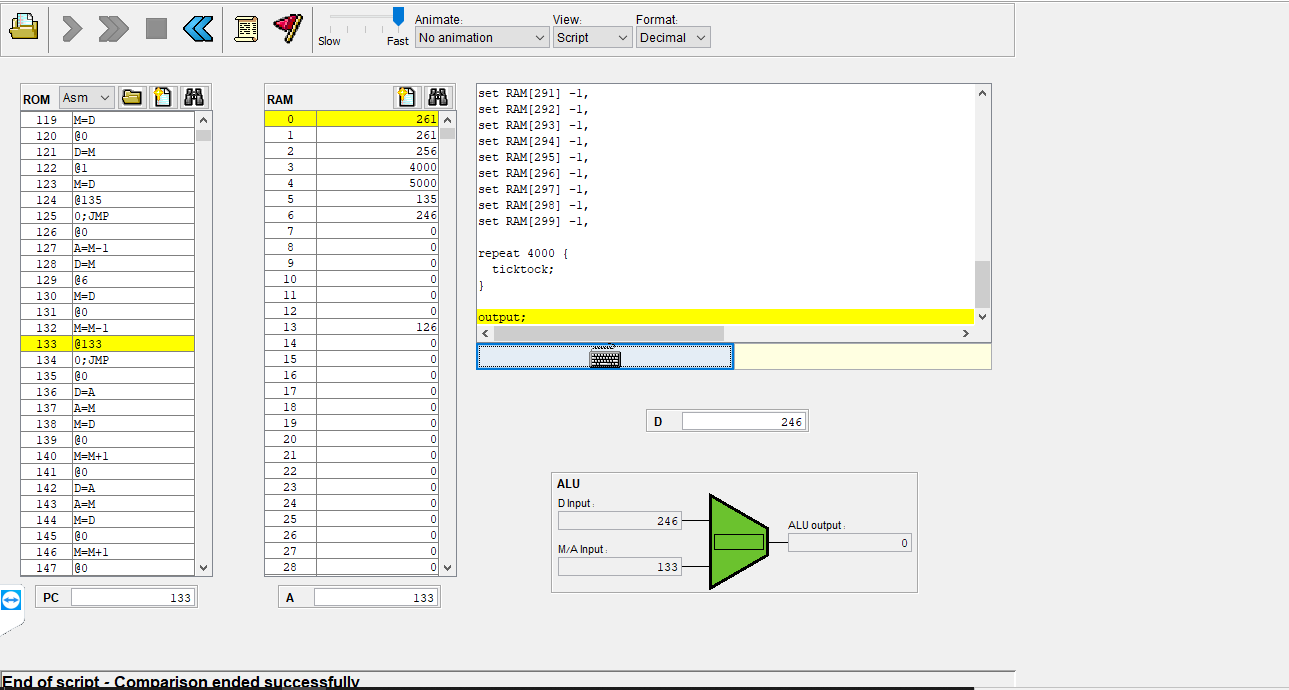 Slow
Fast
Animate:
No animation
View:
Script
Format:
Decimal
ROM
Asm
119 M=D
120 @0
121 D=M
122 @1
123 M=D
124 @135
125 0;JMP
126 @0
127 A=M-1
128 D=M
129 @6
130 M=D
131 @0
132 M=M-1
133 @133
134 0;JMP
135 @0
136 D=A
137 A=M
138 M=D
139 @0
140 M=M+1
141 @0
142 D=A
143 A=M
144 M=D
145 @0
146 M=M+1
147 @0
PC 133
RAM
0 261
1 261
2 256
3 4000
4 5000
5 135
6 246
7 0
8 0
9 0
10 0
11 0
12 0
13 126
14 0
15 0
16 0
17 0
18 0
19 0
20 0
21 0
22 0
23 0
24 0
25 0
26 0
27 0
28 0
A 133
set RAM[291] -1,
set RAM[292] -1,
set RAM[293] -1,
set RAM[294] -1,
set RAM[295] -1,
set RAM[296] -1,
set RAM[297] -1,
set RAM[298] -1,
set RAM[299] -1,
repeat 4000 {
ticktock;
}
output;
D 246
ALU
D Input :
246
M/A Input :
133
ALU output :
0
End of script - Comparison ended successfully